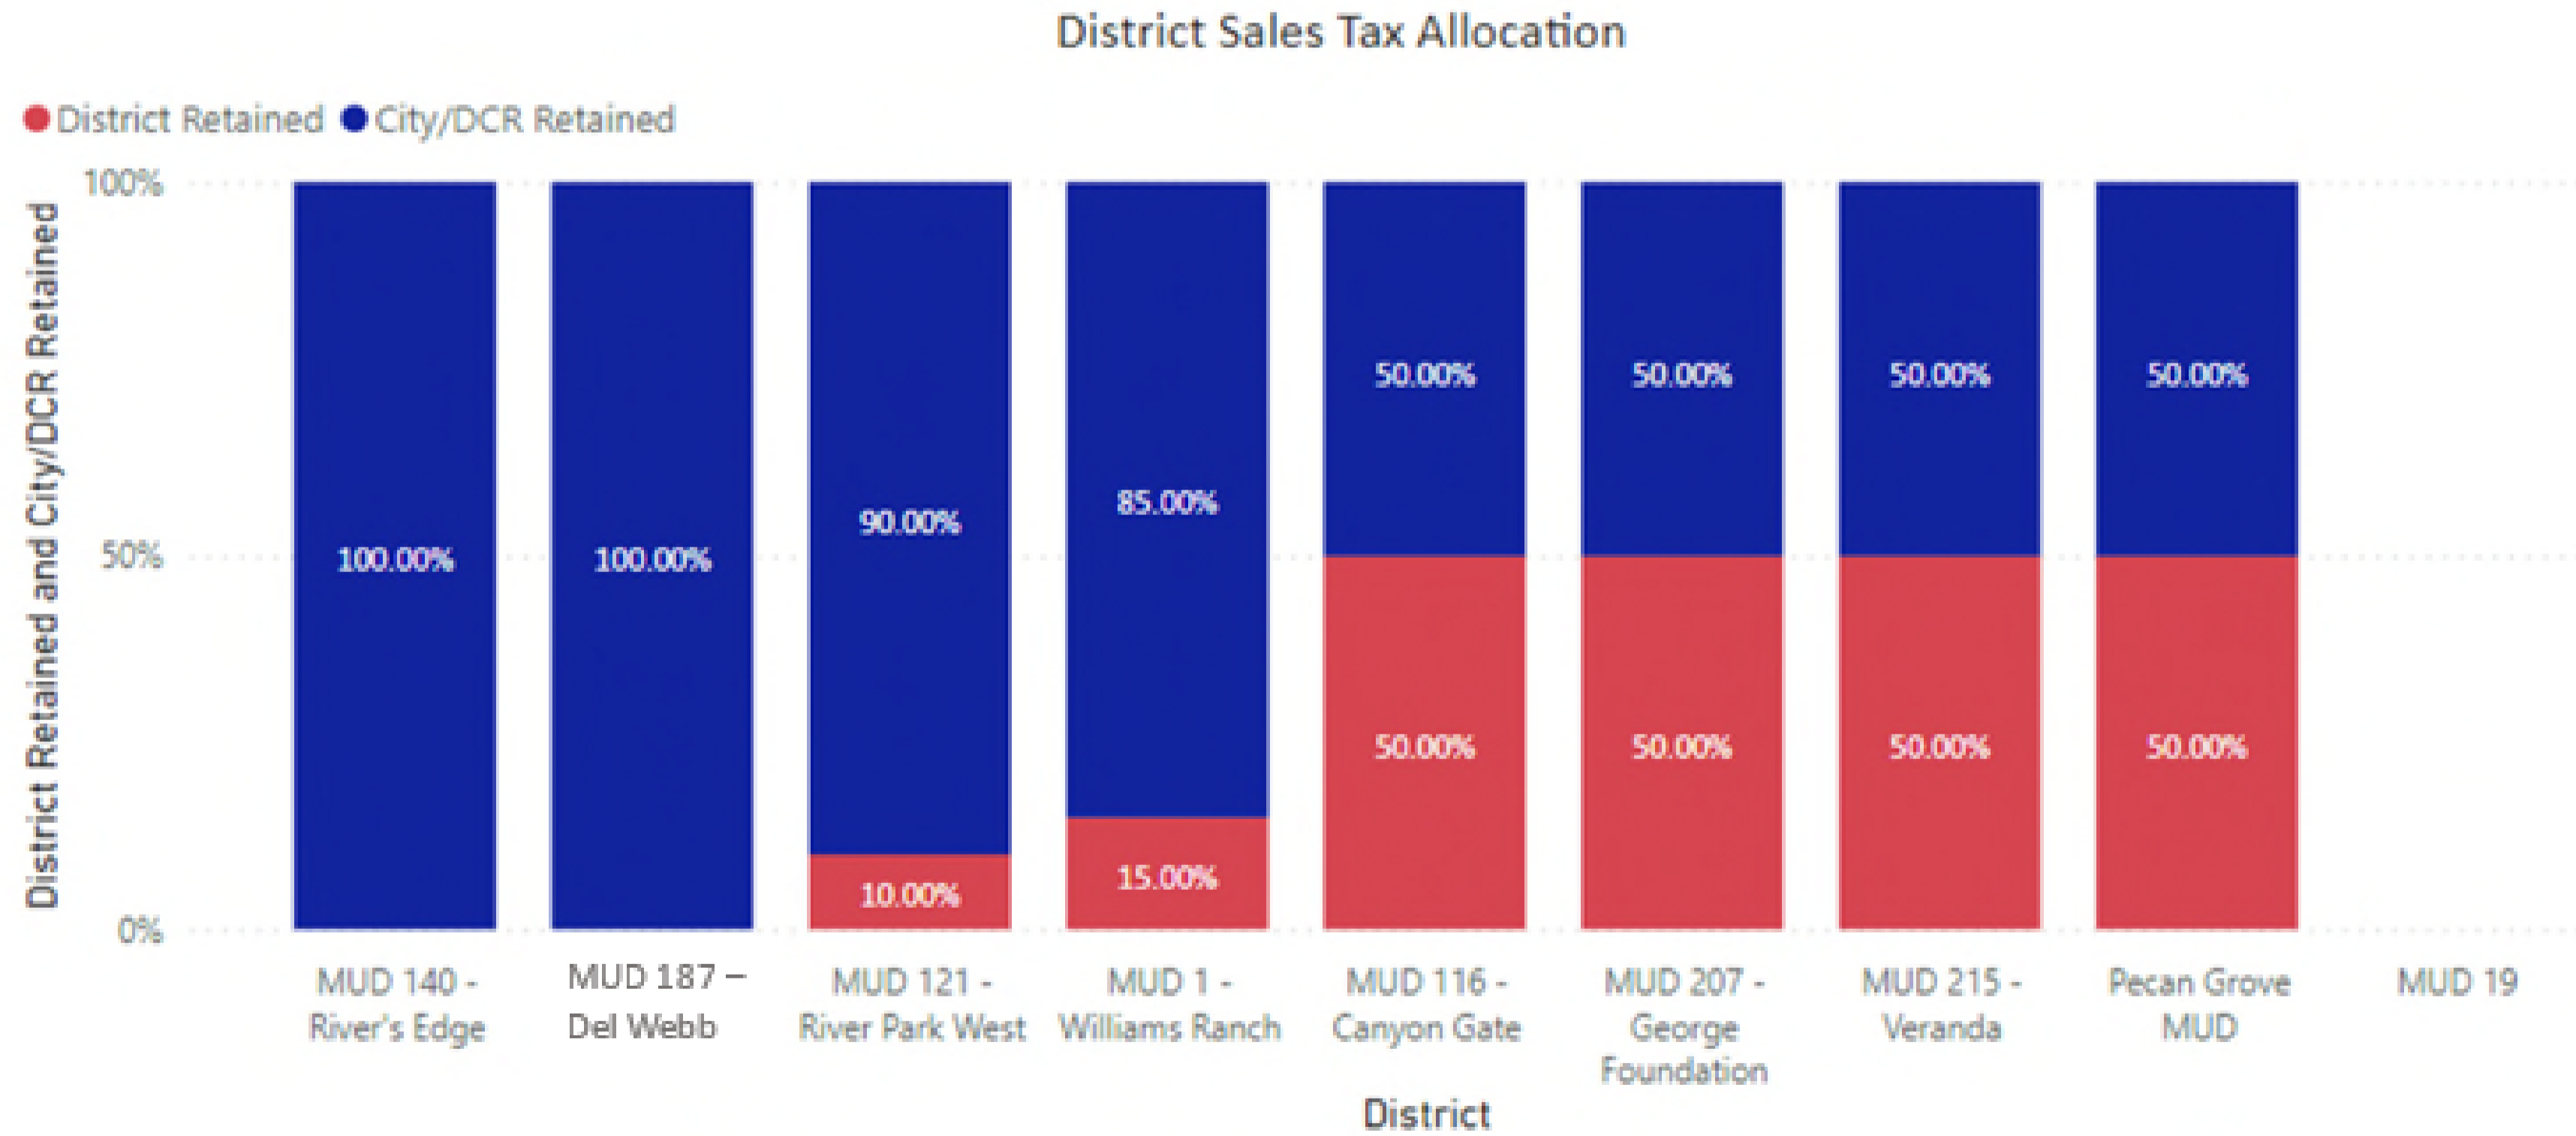 District Sales Tax Allocation
District Retained City/DCR Retained
District Retained and City/DCR Retained
100%
50%
0%
100.00%
100.00%
90.00%
10.00%
85.00%
15.00%
50.00%
50.00%
50.00%
50.00%
50.00%
50.00%
50.00%
50.00%
MUD 140 -
River's Edge
MUD 187 –
Del Webb
MUD 121 -
River Park West
MUD 1 -
Williams Ranch
MUD 116 -
Canyon Gate
MUD 207 -
George
Foundation
MUD 215 -
Veranda
Pecan Grove
MUD
MUD 19
District